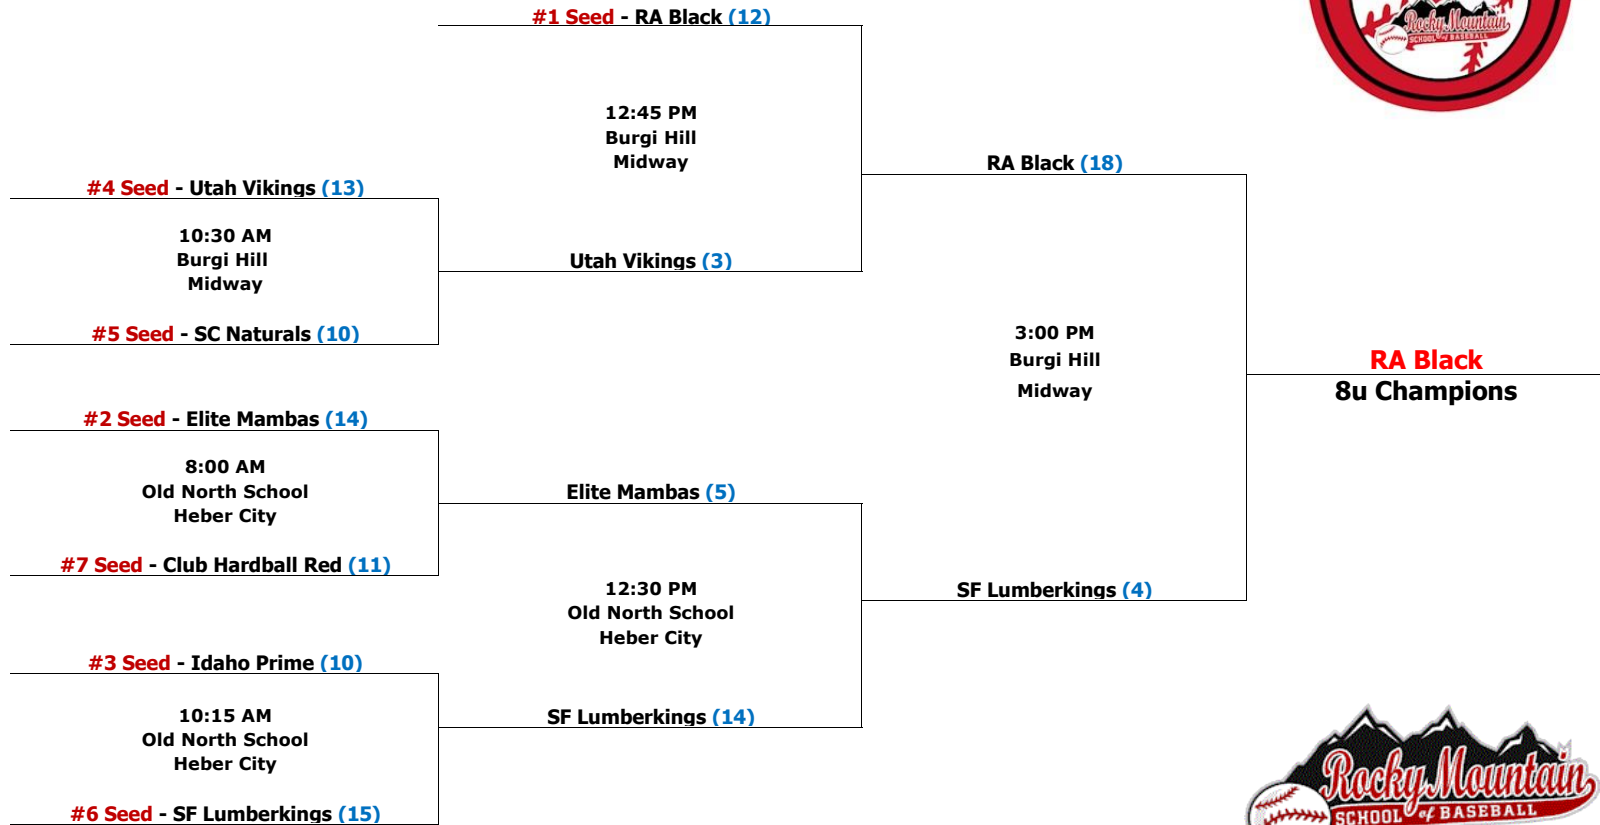 #1 Seed - RA Black (12)
Rocky Mountain
SCHOOL of BASEBALL
12:45 PM
Burgi Hill
Midway
RA Black (18)
#4 Seed - Utah Vikings (13)
10:30 AM
Burgi Hill
Midway
Utah Vikings (3)
#5 Seed - SC Naturals (10)
3:00 PM
Burgi Hill
Midway
RA Black
8u Champions
#2 Seed - Elite Mambas (14)
8:00 AM
Old North School
Heber City
Elite Mambas (5)
#7 Seed - Club Hardball Red (11)
12:30 PM
Old North School
Heber City
SF Lumberkings (4)
#3 Seed - Idaho Prime (10)
10:15 AM
Old North School
Heber City
SF Lumberkings (14)
#6 Seed - SF Lumberkings (15)
Rocky Mountain
SCHOOL of BASEBALL